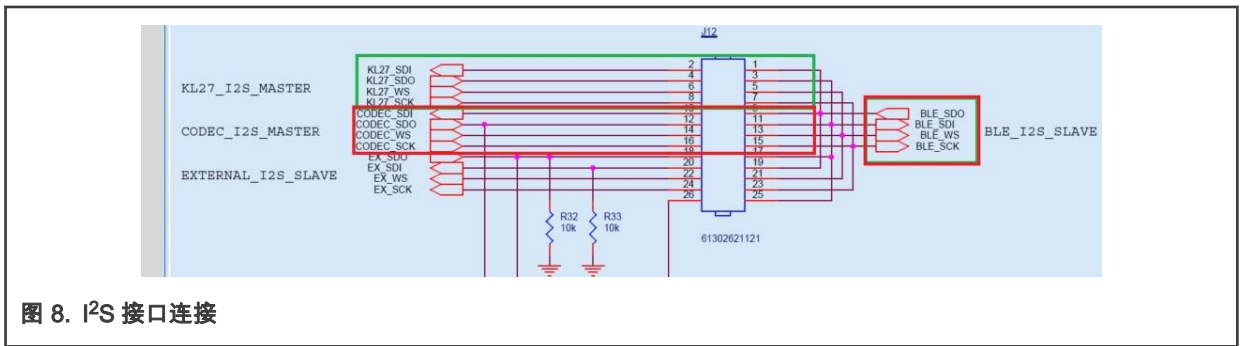 J12
KL27_I2S_MASTER
KL27_SDI
KL27_SDO
KL27_WS
KL27_SCK
CODEC_I2S_MASTER
CODEC_SDI
CODEC_SDO
CODEC_WS
CODEC_SCK
EXTERNAL_I2S_SLAVE
EX_SDO
EX_SDI
EX_WS
EX_SCK
2
4
6
8
10
12
14
16
18
20
22
24
26
1
3
5
7
9
11
13
15
17
19
21
23
25
BLE_SDO
BLE_SDI
BLE_WS
BLE_SCK
BLE_I2S_SLAVE
R32
10k
R33
10k
61302621121
图 8. I²S 接口连接